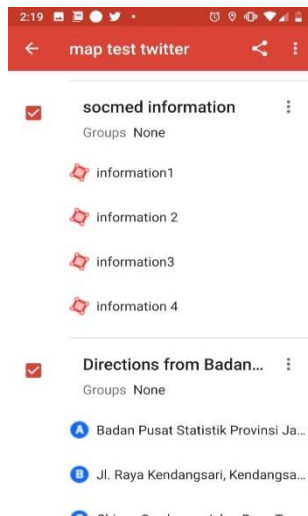 2:19
map test twitter
socmed information
Groups None
information1
information 2
information3
information 4
Directions from Badan...
Groups None
A Badan Pusat Statistik Provinsi Ja...
B Jl. Raya Kendangsari, Kendangsa...